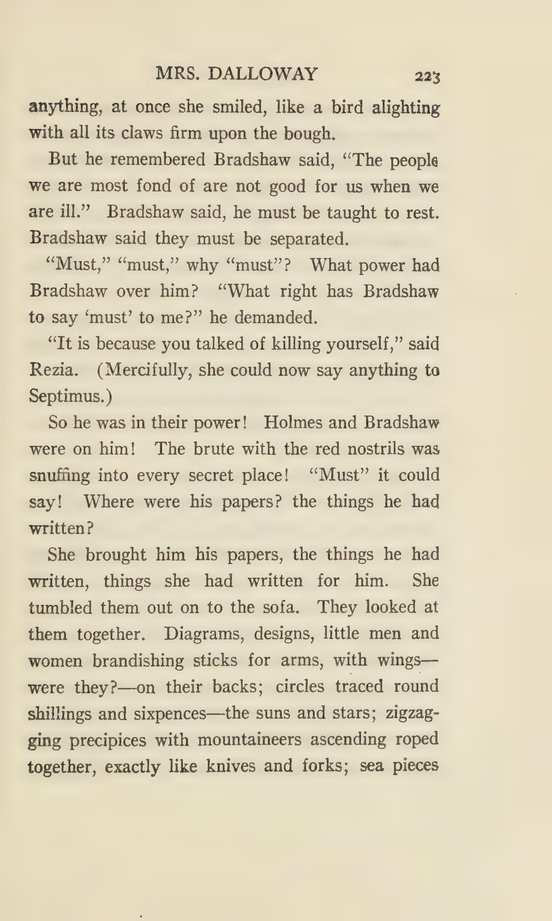 MRS. DALLOWAY 223
anything, at once she smiled, like a bird alighting
with all its claws firm upon the bough.
But he remembered Bradshaw said, “The people
we are most fond of are not good for us when we
are ill.” Bradshaw said, he must be taught to rest.
Bradshaw said they must be separated.
“Must,” “must,” why “must”? What power had
Bradshaw over him? “What right has Bradshaw
to say ‘must’ to me?” he demanded.
“It is because you talked of killing yourself,” said
Rezia. (Mercifully, she could now say anything to
Septimus.)
So he was in their power! Holmes and Bradshaw
were on him! The brute with the red nostrils was
snuffing into every secret place! “Must” it could
say! Where were his papers? the things he had
written?
She brought him his papers, the things he had
written, things she had written for him. She
tumbled them out on to the sofa. They looked at
them together. Diagrams, designs, little men and
women brandishing sticks for arms, with wings—
were they?—on their backs; circles traced round
shillings and sixpences—the suns and stars; zigzag-
ging precipices with mountaineers ascending roped
together, exactly like knives and forks; sea pieces